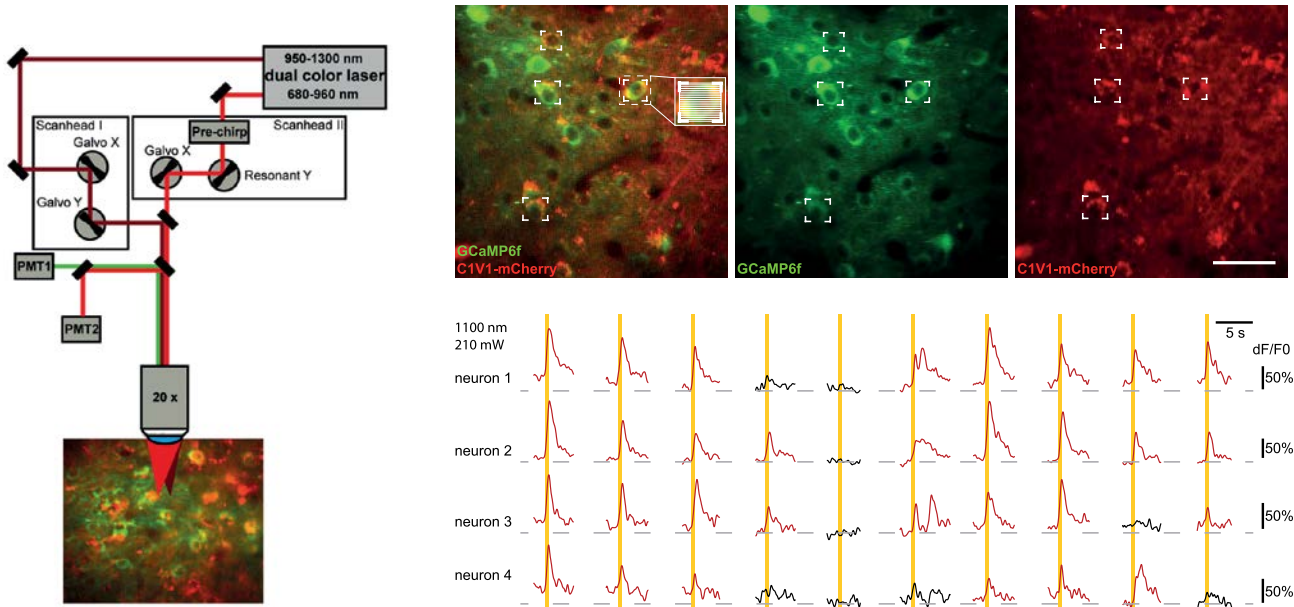 950-1300 nm
dual color laser
680-960 nm
Scanhead I
Scanhead II
Pre-chirp
Galvo X
Galvo X
Resonant Y
Galvo Y
PMT1
PMT2
20 x
GCaMP6f
C1V1-mCherry
GCaMP6f
C1V1-mCherry
1100 nm
210 mW
5 s
dF/F0
neuron 1
50%
neuron 2
50%
neuron 3
50%
neuron 4
50%